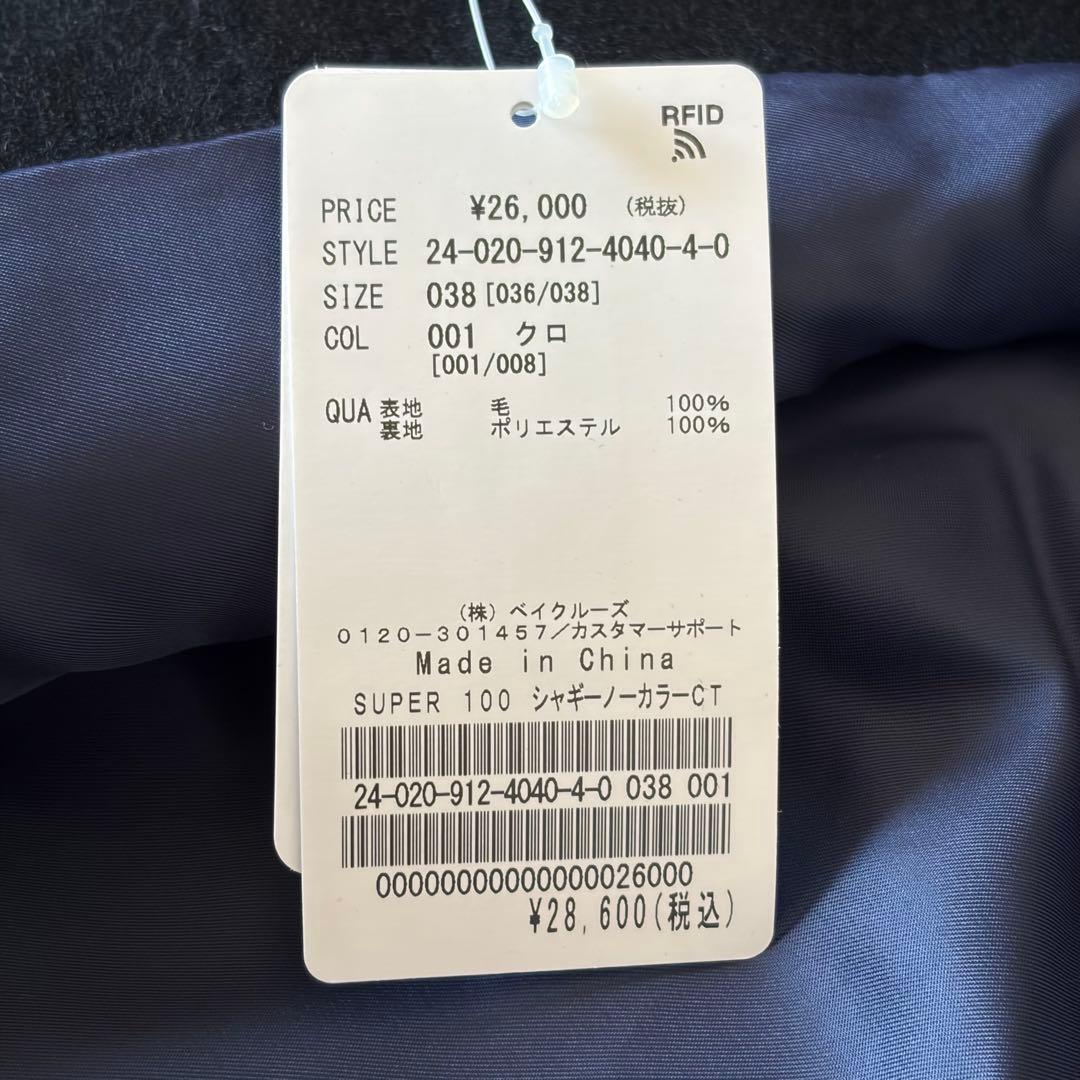 RFID
PRICE ¥26,000 (税抜)
STYLE 24-020-912-4040-4-0
SIZE 038 [036/038]
COL 001 クロ
[001/008]
QUA 表地 毛 100%
裏地 ポリエステル 100%
(株) ベイクルーズ
0120-301457/カスタマーサポート
Made in China
SUPER 100 シャギーノーカラーCT
24-020-912-4040-4-0 038 001
00000000000000026000
¥28,600(税込)